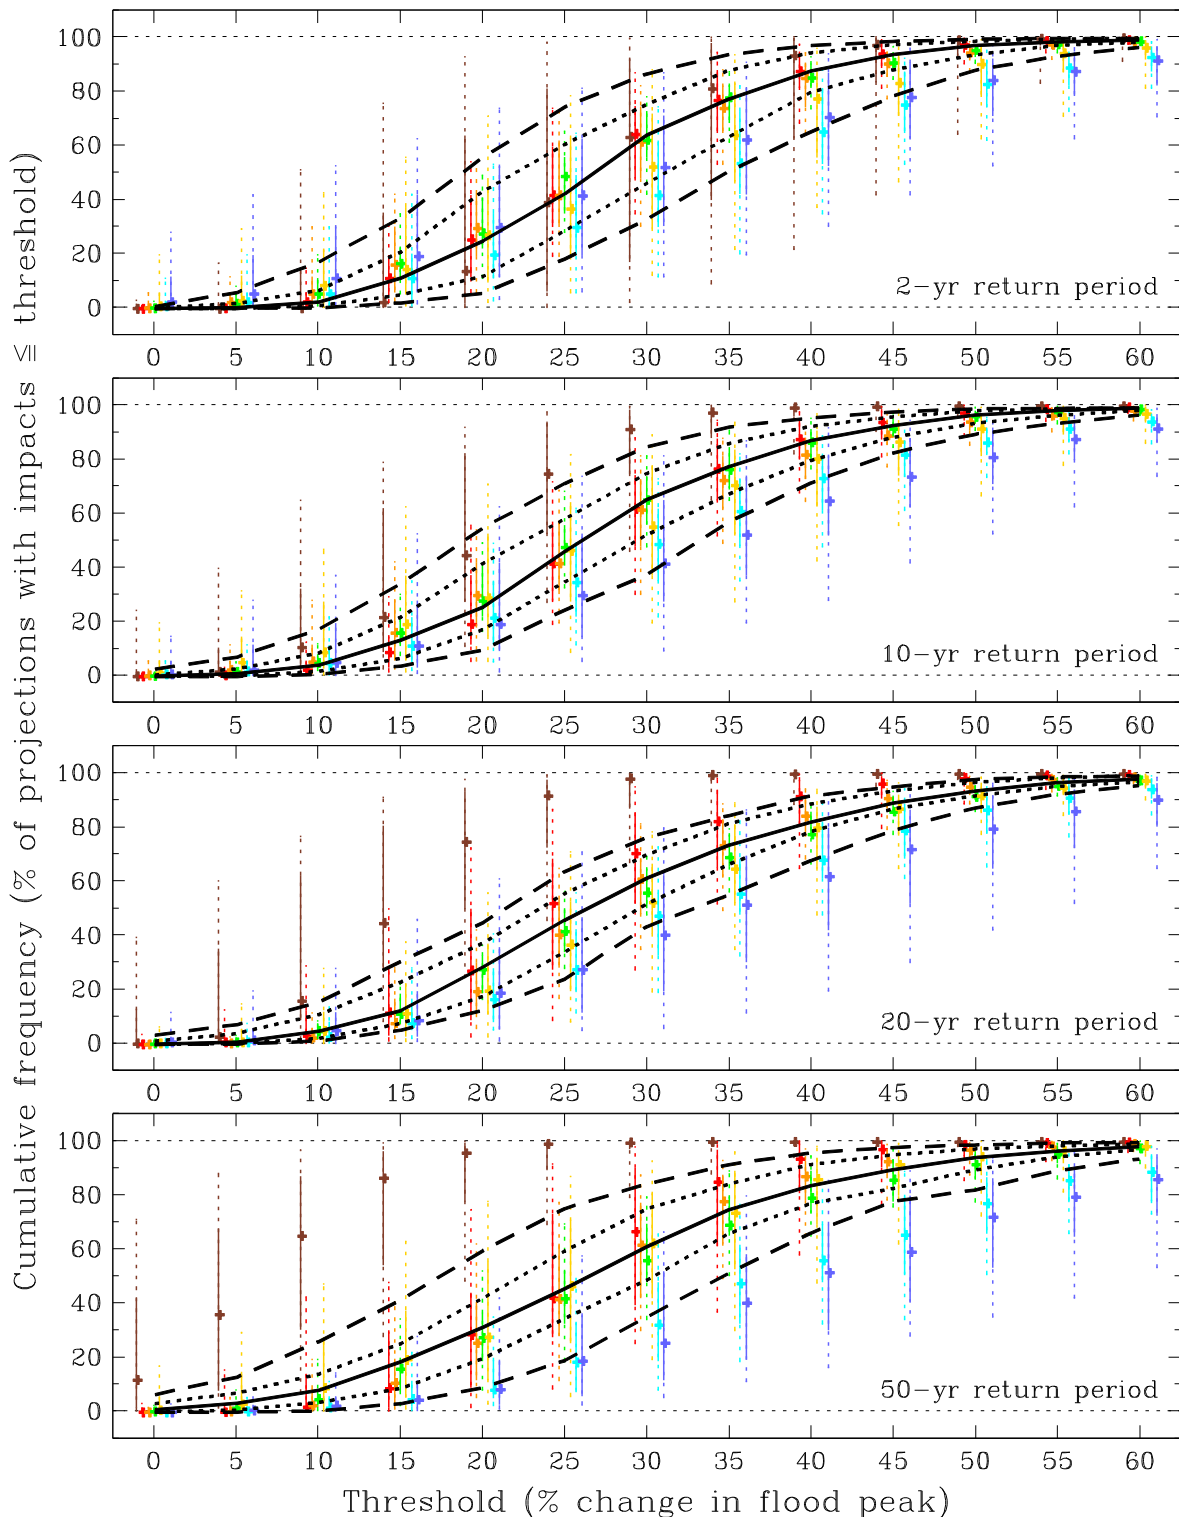 Cumulative frequency (% of projections with impacts ≦ threshold)
100
80
60
40
20
0
2-yr return period
0 5 10 15 20 25 30 35 40 45 50 55 60
100
80
60
40
20
0
10-yr return period
0 5 10 15 20 25 30 35 40 45 50 55 60
100
80
60
40
20
0
20-yr return period
0 5 10 15 20 25 30 35 40 45 50 55 60
100
80
60
40
20
0
50-yr return period
0 5 10 15 20 25 30 35 40 45 50 55 60
Threshold (% change in flood peak)